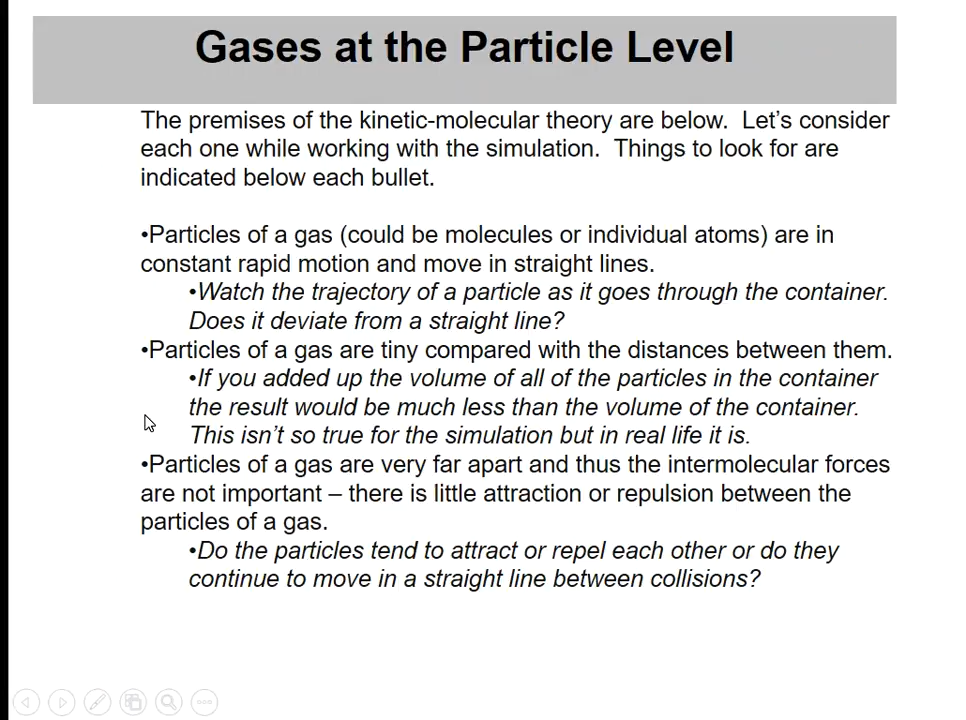 Gases at the Particle Level
The premises of the kinetic-molecular theory are below.  Let’s consider
each one while working with the simulation.  Things to look for are
indicated below each bullet.
•Particles of a gas (could be molecules or individual atoms) are in
constant rapid motion and move in straight lines.
•Watch the trajectory of a particle as it goes through the container.
Does it deviate from a straight line?
•Particles of a gas are tiny compared with the distances between them.
•If you added up the volume of all of the particles in the container
the result would be much less than the volume of the container.
This isn’t so true for the simulation but in real life it is.
•Particles of a gas are very far apart and thus the intermolecular forces
are not important – there is little attraction or repulsion between the
particles of a gas.
•Do the particles tend to attract or repel each other or do they
continue to move in a straight line between collisions?